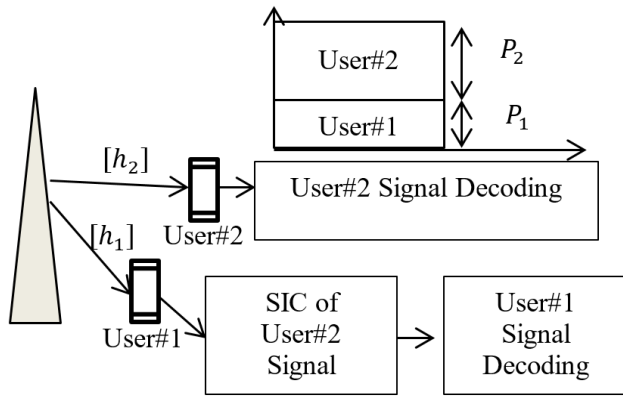 User#2
P₂
User#1
P₁
[h₂]
User#2 Signal Decoding
User#2
[h₁]
User#1
SIC of
User#2
Signal
User#1
Signal
Decoding